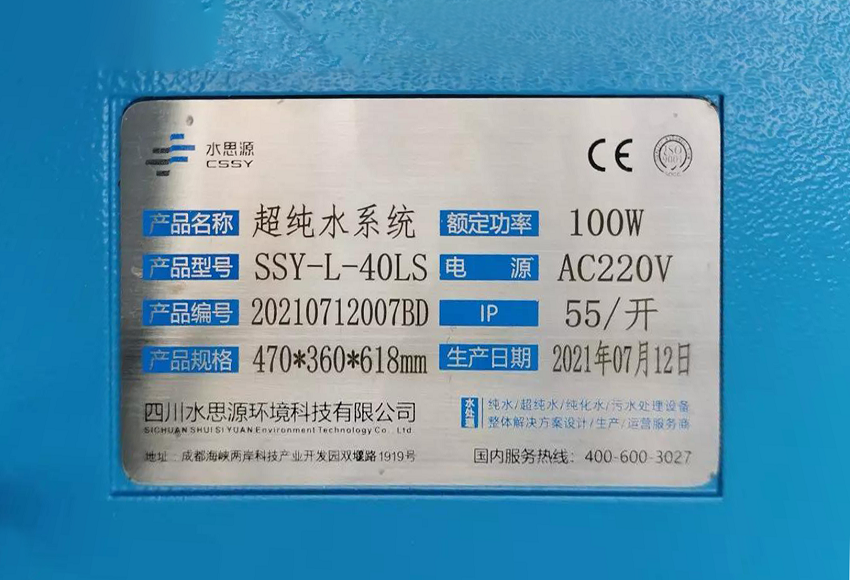 水思源
CSSY
CE
ISO
9001
产品名称 超纯水系统 额定功率 100W
产品型号 SSY-L-40LS 电 源 AC220V
产品编号 20210712007BD IP 55/开
产品规格 470*360*618mm 生产日期 2021年07月12日
四川水思源环境科技有限公司
SICHUAN SHUI SI YUAN Environment Technology Co., Ltd.
水处理 纯水/超纯水/纯化水/污水处理设备
整体解决方案设计/生产/运营服务商
地址：成都海峡两岸科技产业开发园双堰路1919号
国内服务热线：400-600-3027